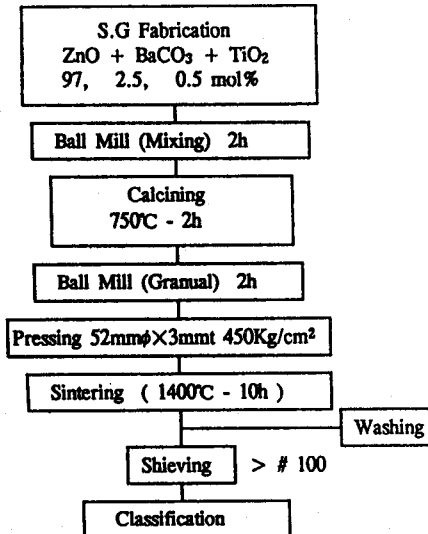 S.G Fabrication
ZnO + BaCO₃ + TiO₂
97, 2.5, 0.5 mol%
Ball Mill (Mixing) 2h
Calcining
750℃ - 2h
Ball Mill (Granual) 2h
Pressing 52mmϕ×3mmt 450Kg/cm²
Sintering ( 1400℃ - 10h )
Washing
Shieving > # 100
Classification